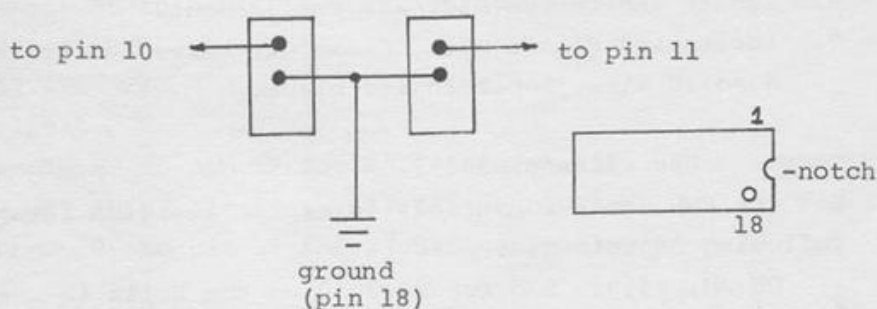 to pin 10
to pin 11
1
-notch
18
ground
(pin 18)